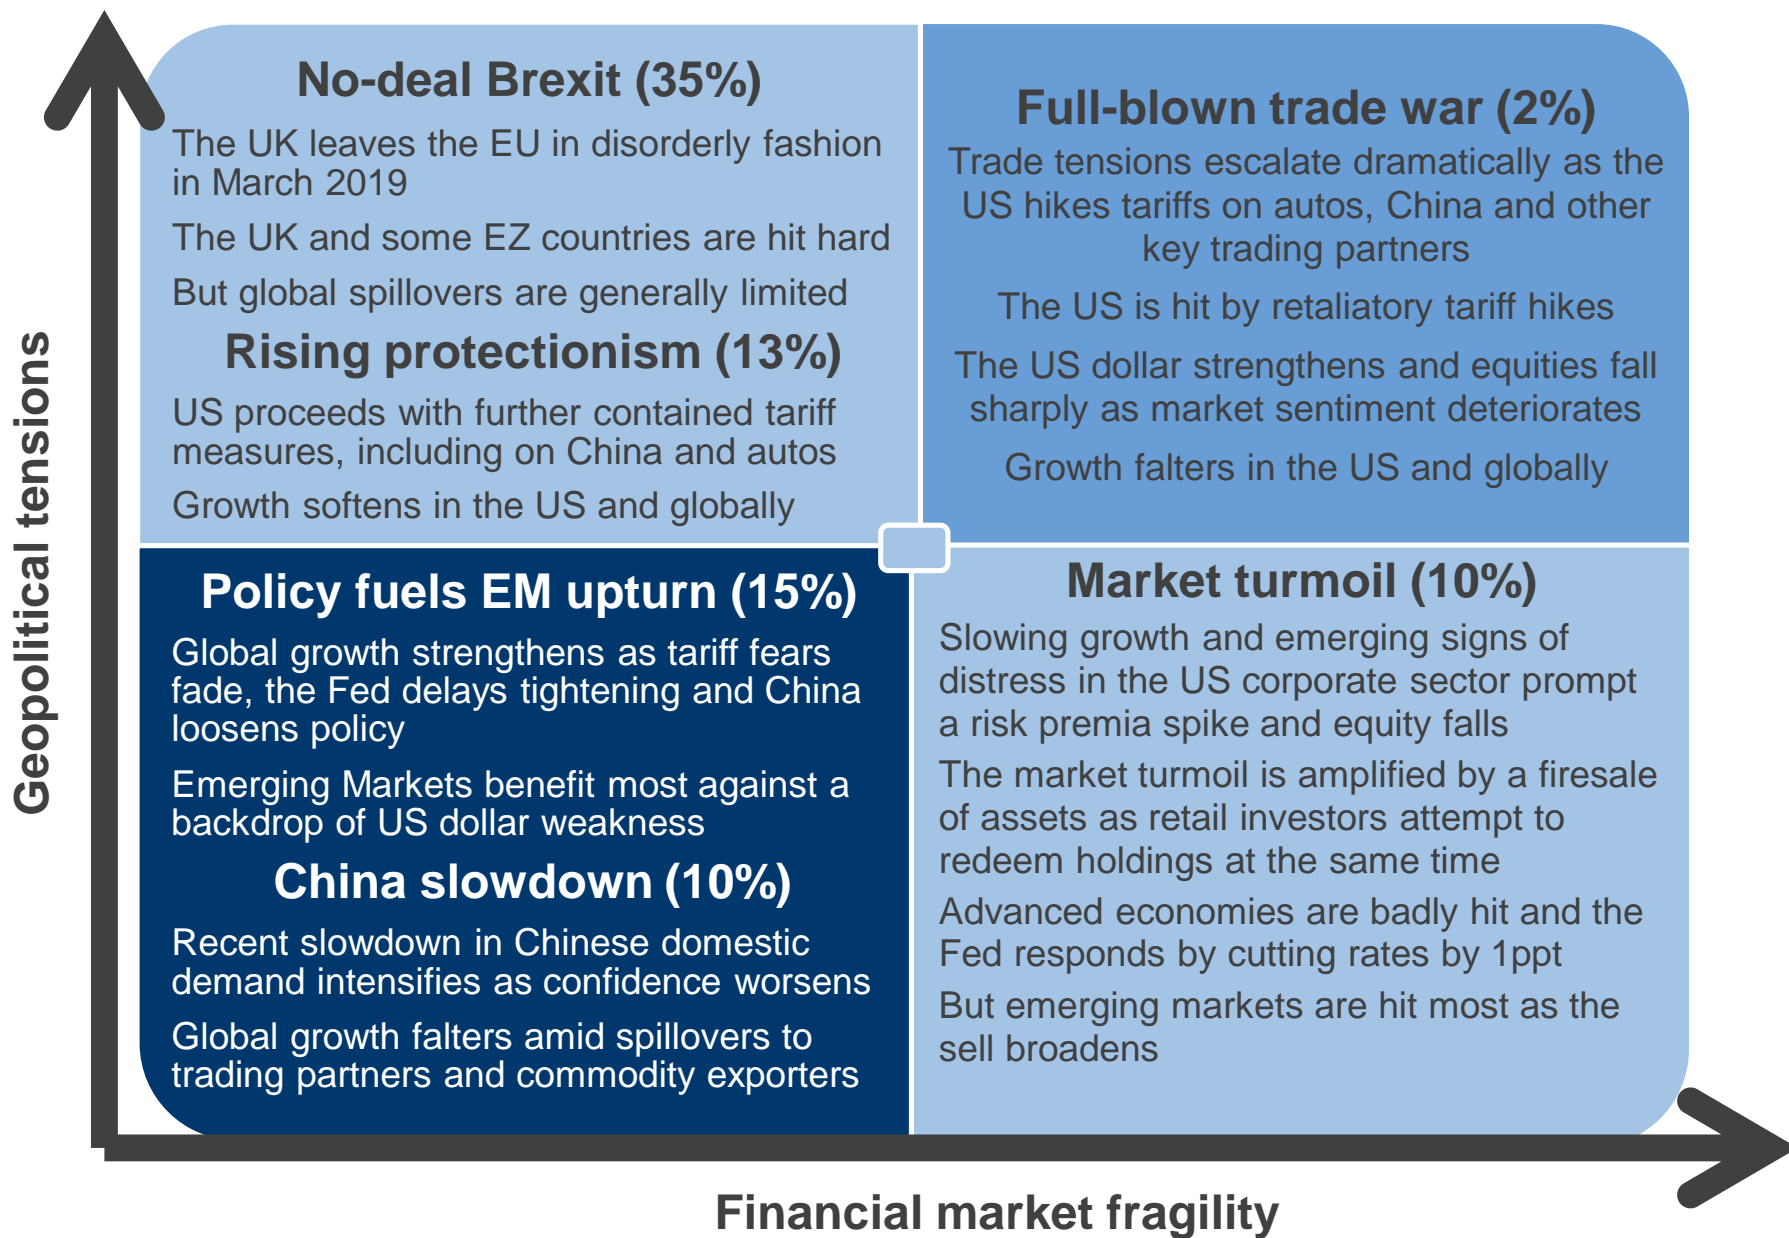 Geopolitical tensions
No-deal Brexit (35%)
The UK leaves the EU in disorderly fashion
in March 2019
The UK and some EZ countries are hit hard
But global spillovers are generally limited
Rising protectionism (13%)
US proceeds with further contained tariff
measures, including on China and autos
Growth softens in the US and globally
Full-blown trade war (2%)
Trade tensions escalate dramatically as the
US hikes tariffs on autos, China and other
key trading partners
The US is hit by retaliatory tariff hikes
The US dollar strengthens and equities fall
sharply as market sentiment deteriorates
Growth falters in the US and globally
Policy fuels EM upturn (15%)
Global growth strengthens as tariff fears
fade, the Fed delays tightening and China
loosens policy
Emerging Markets benefit most against a
backdrop of US dollar weakness
China slowdown (10%)
Recent slowdown in Chinese domestic
demand intensifies as confidence worsens
Global growth falters amid spillovers to
trading partners and commodity exporters
Market turmoil (10%)
Slowing growth and emerging signs of
distress in the US corporate sector prompt
a risk premia spike and equity falls
The market turmoil is amplified by a firesale
of assets as retail investors attempt to
redeem holdings at the same time
Advanced economies are badly hit and the
Fed responds by cutting rates by 1ppt
But emerging markets are hit most as the
sell broadens
Financial market fragility